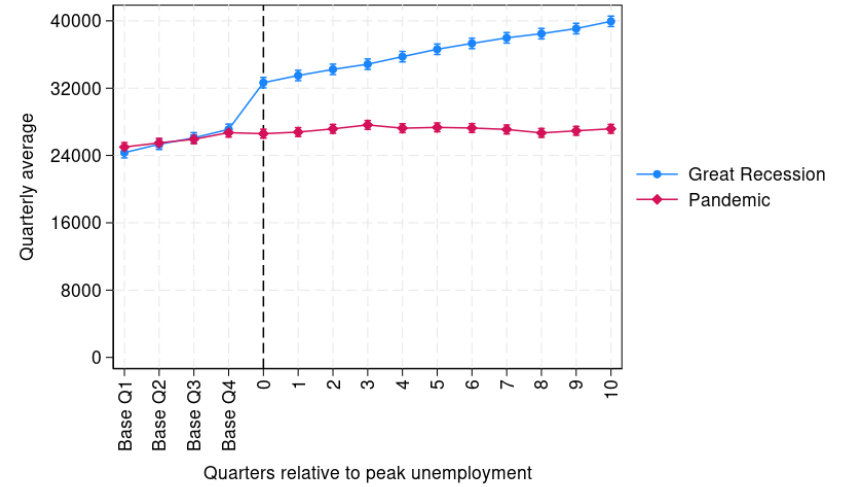 40000
32000
24000
16000
8000
0
Quarterly average
Base Q1
Base Q2
Base Q3
Base Q4
0
1
2
3
4
5
6
7
8
9
10
Quarters relative to peak unemployment
Great Recession
Pandemic